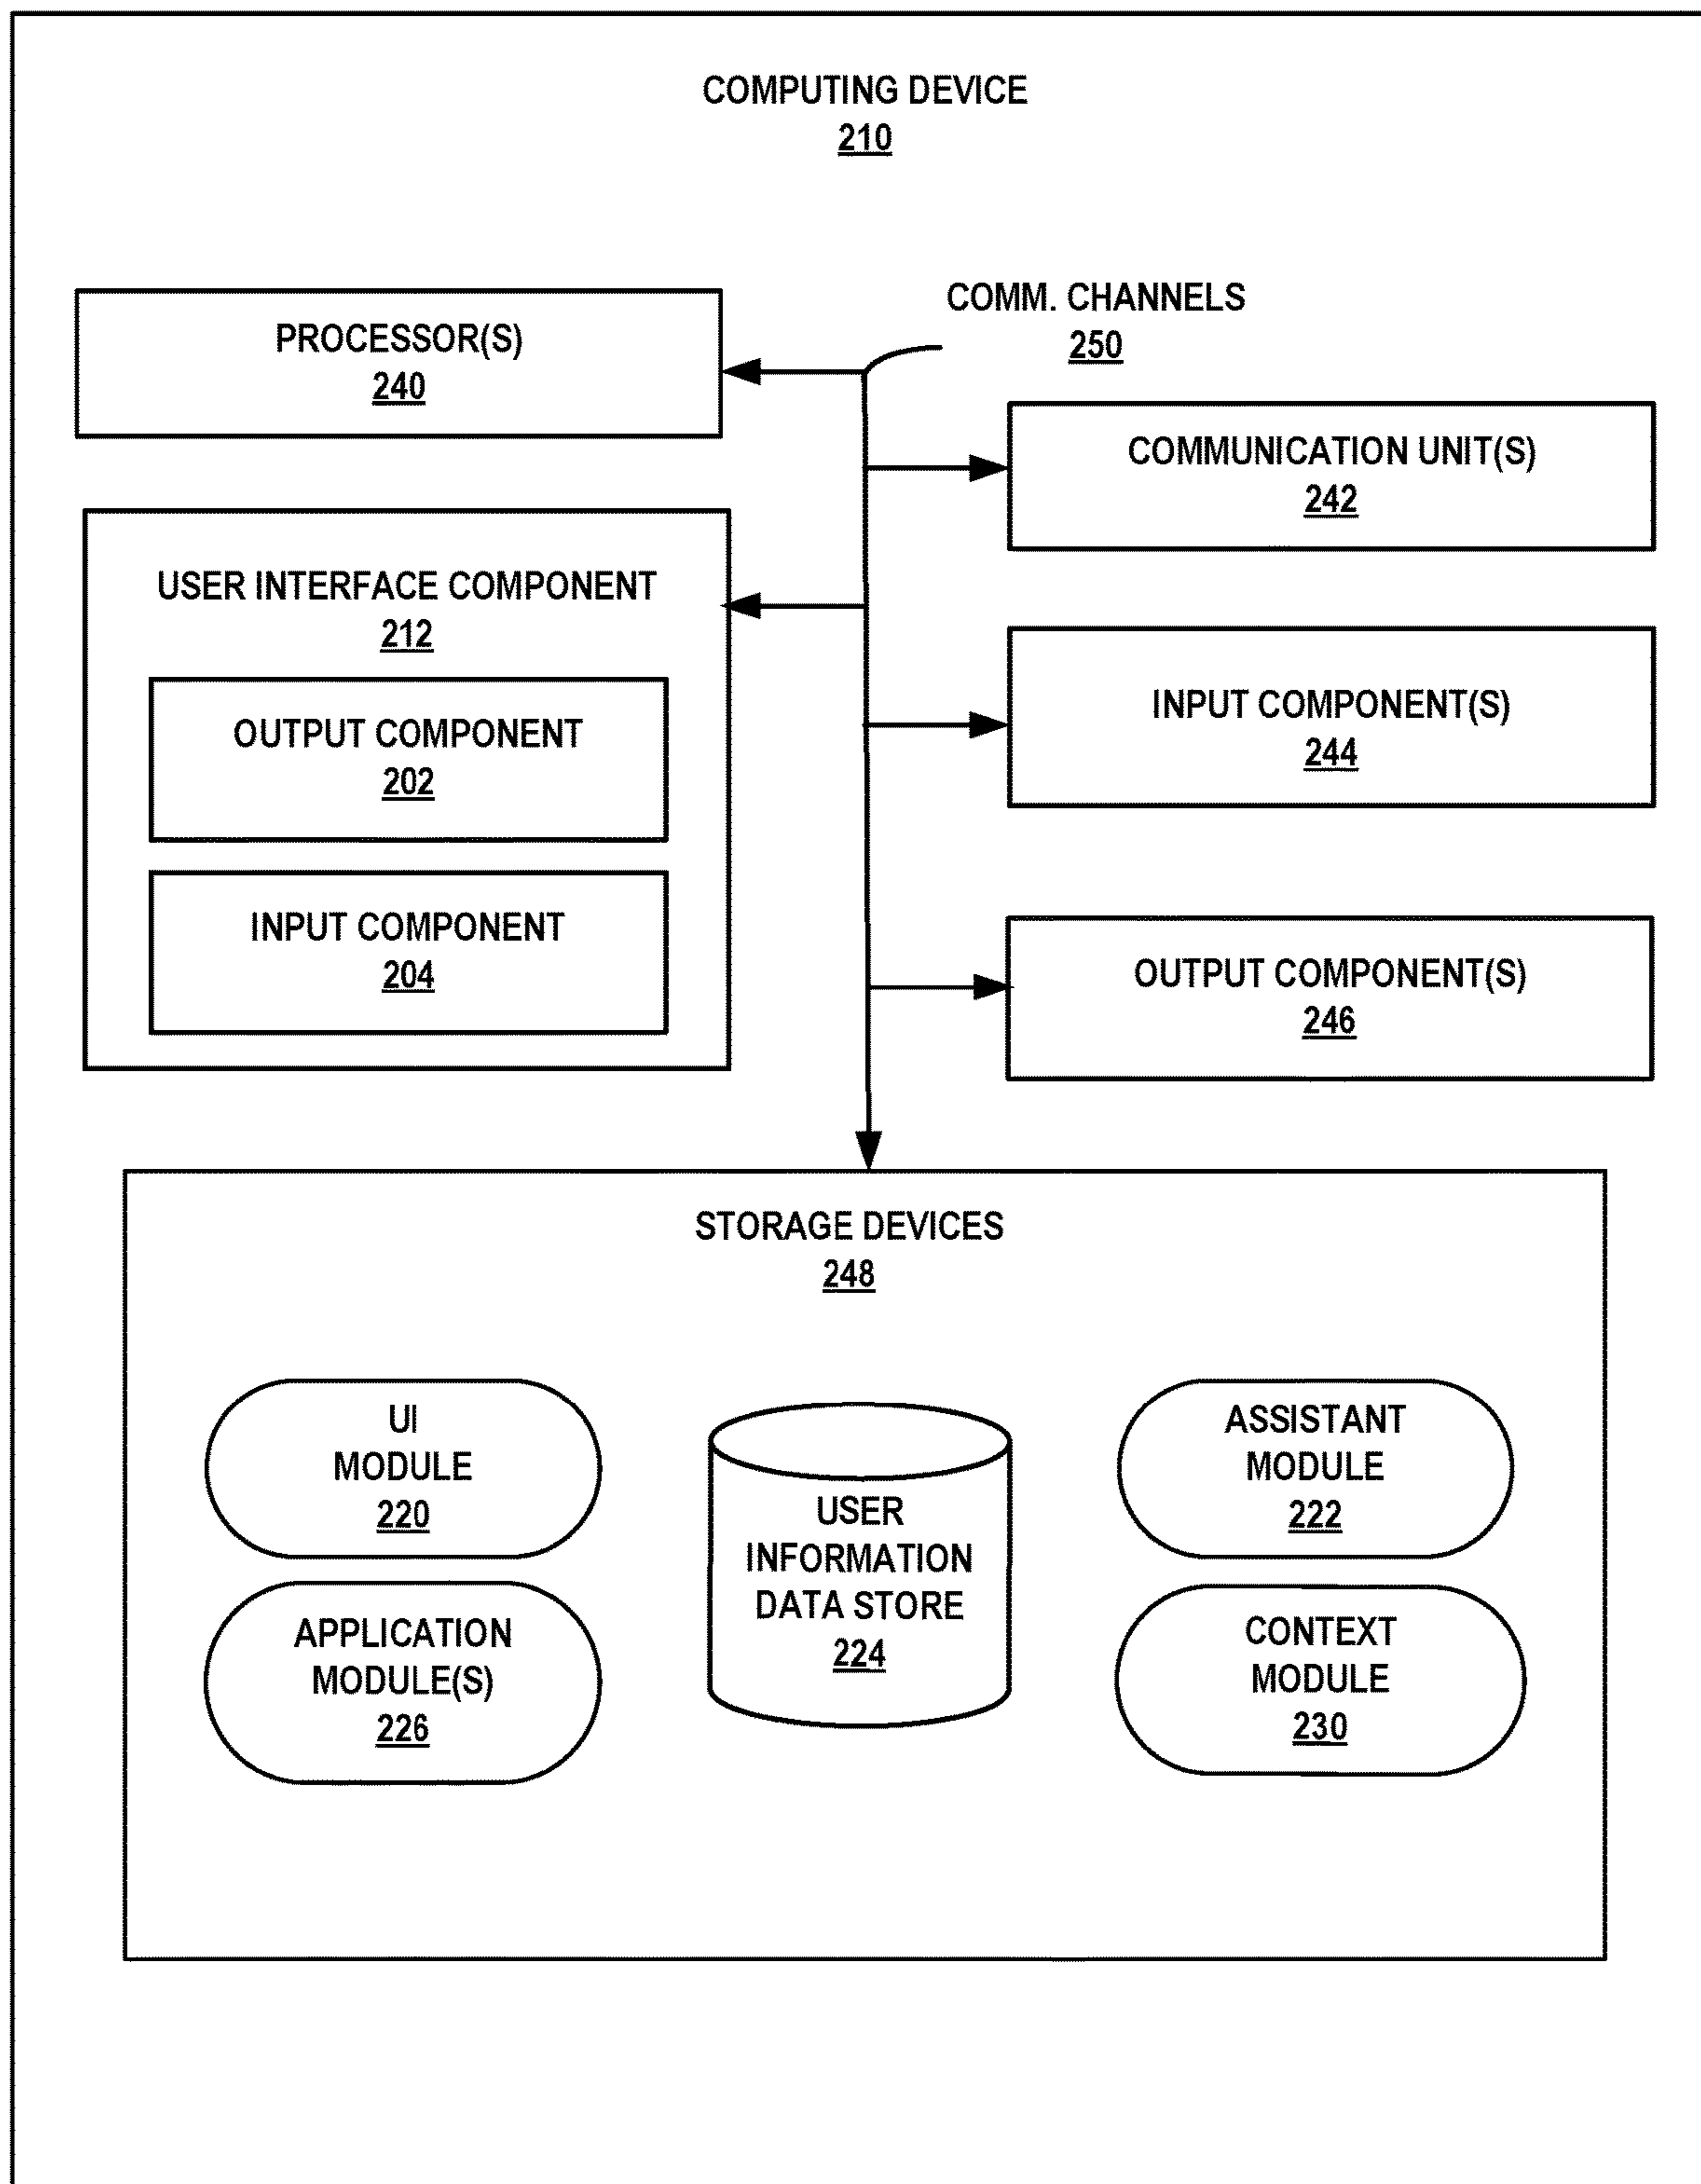 COMPUTING DEVICE
210
COMM. CHANNELS
250
PROCESSOR(S)
240
COMMUNICATION UNIT(S)
242
USER INTERFACE COMPONENT
212
OUTPUT COMPONENT
202
INPUT COMPONENT
204
INPUT COMPONENT(S)
244
OUTPUT COMPONENT(S)
246
STORAGE DEVICES
248
UI
MODULE
220
USER
INFORMATION
DATA STORE
224
ASSISTANT
MODULE
222
APPLICATION
MODULE(S)
226
CONTEXT
MODULE
230